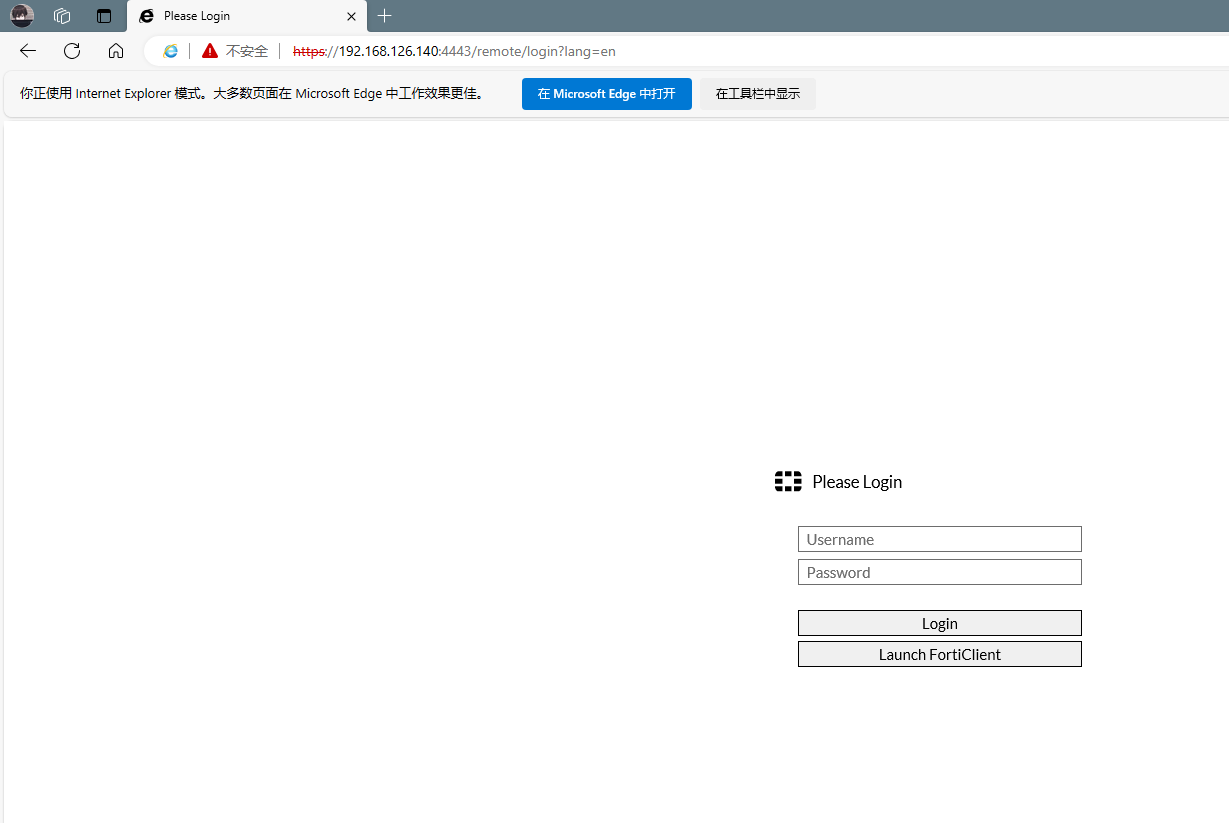 Please Login
不安全
https://192.168.126.140:4443/remote/login?lang=en
你正使用 Internet Explorer 模式。大多数页面在 Microsoft Edge 中工作效果更佳。
在 Microsoft Edge 中打开
在工具栏中显示
Please Login
Username
Password
Login
Launch FortiClient